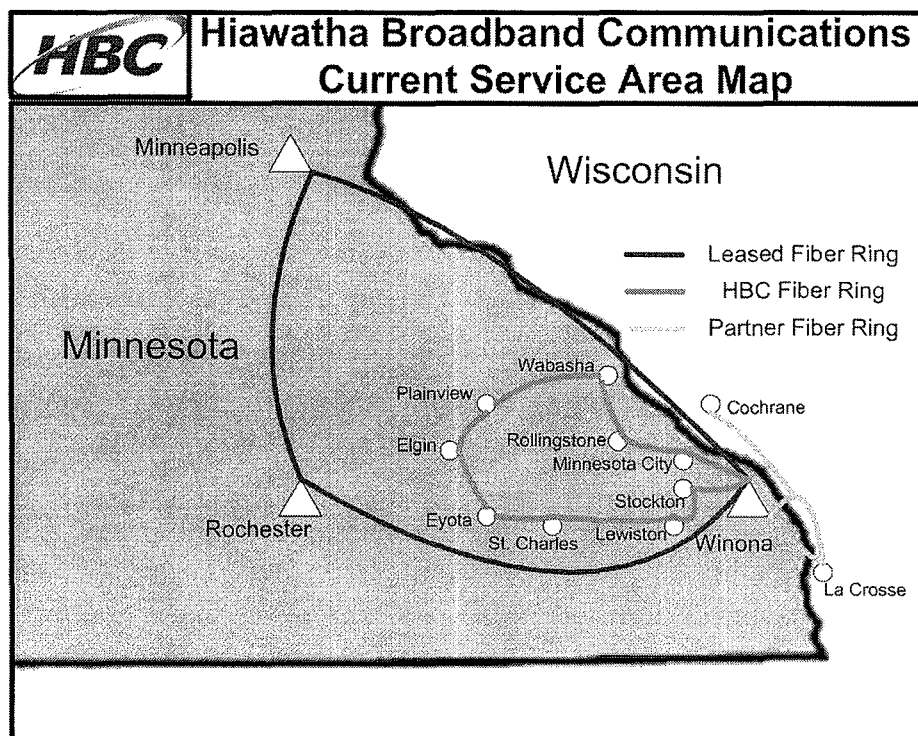 HBC
Hiawatha Broadband Communications
Current Service Area Map
Minneapolis
Wisconsin
Leased Fiber Ring
HBC Fiber Ring
Partner Fiber Ring
Minnesota
Wabasha
Plainview
Cochrane
Rollingstone
Elgin
Minnesota City
Stockton
Rochester
Eyota
St. Charles
Lewiston
Winona
La Crosse